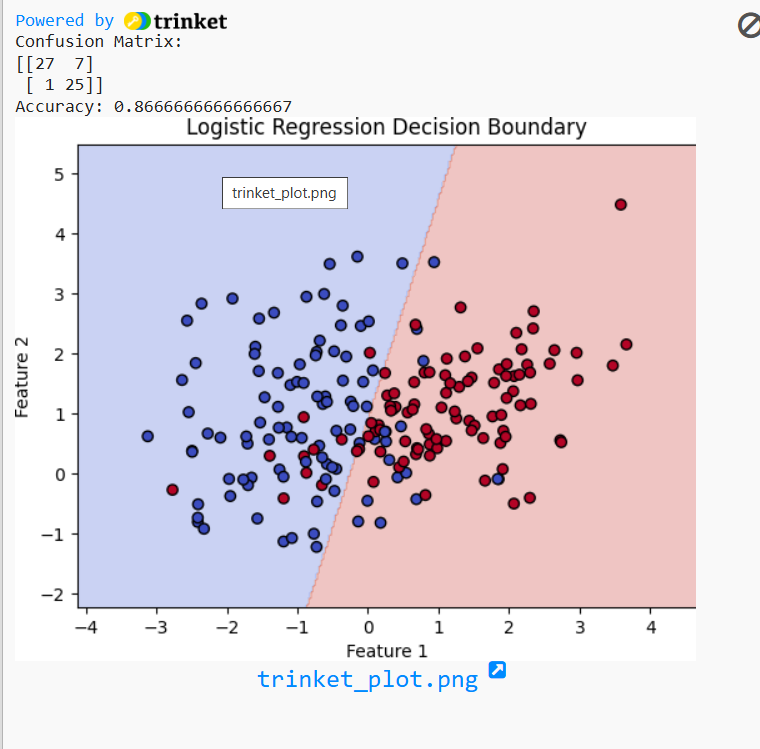 Powered by trinket
Confusion Matrix:
[[27  7]
 [ 1 25]]
Accuracy: 0.8666666666666667
Logistic Regression Decision Boundary
trinket_plot.png
5
4
3
2
1
0
−1
−2
Feature 2
−4 −3 −2 −1 0 1 2 3 4
Feature 1
trinket_plot.png